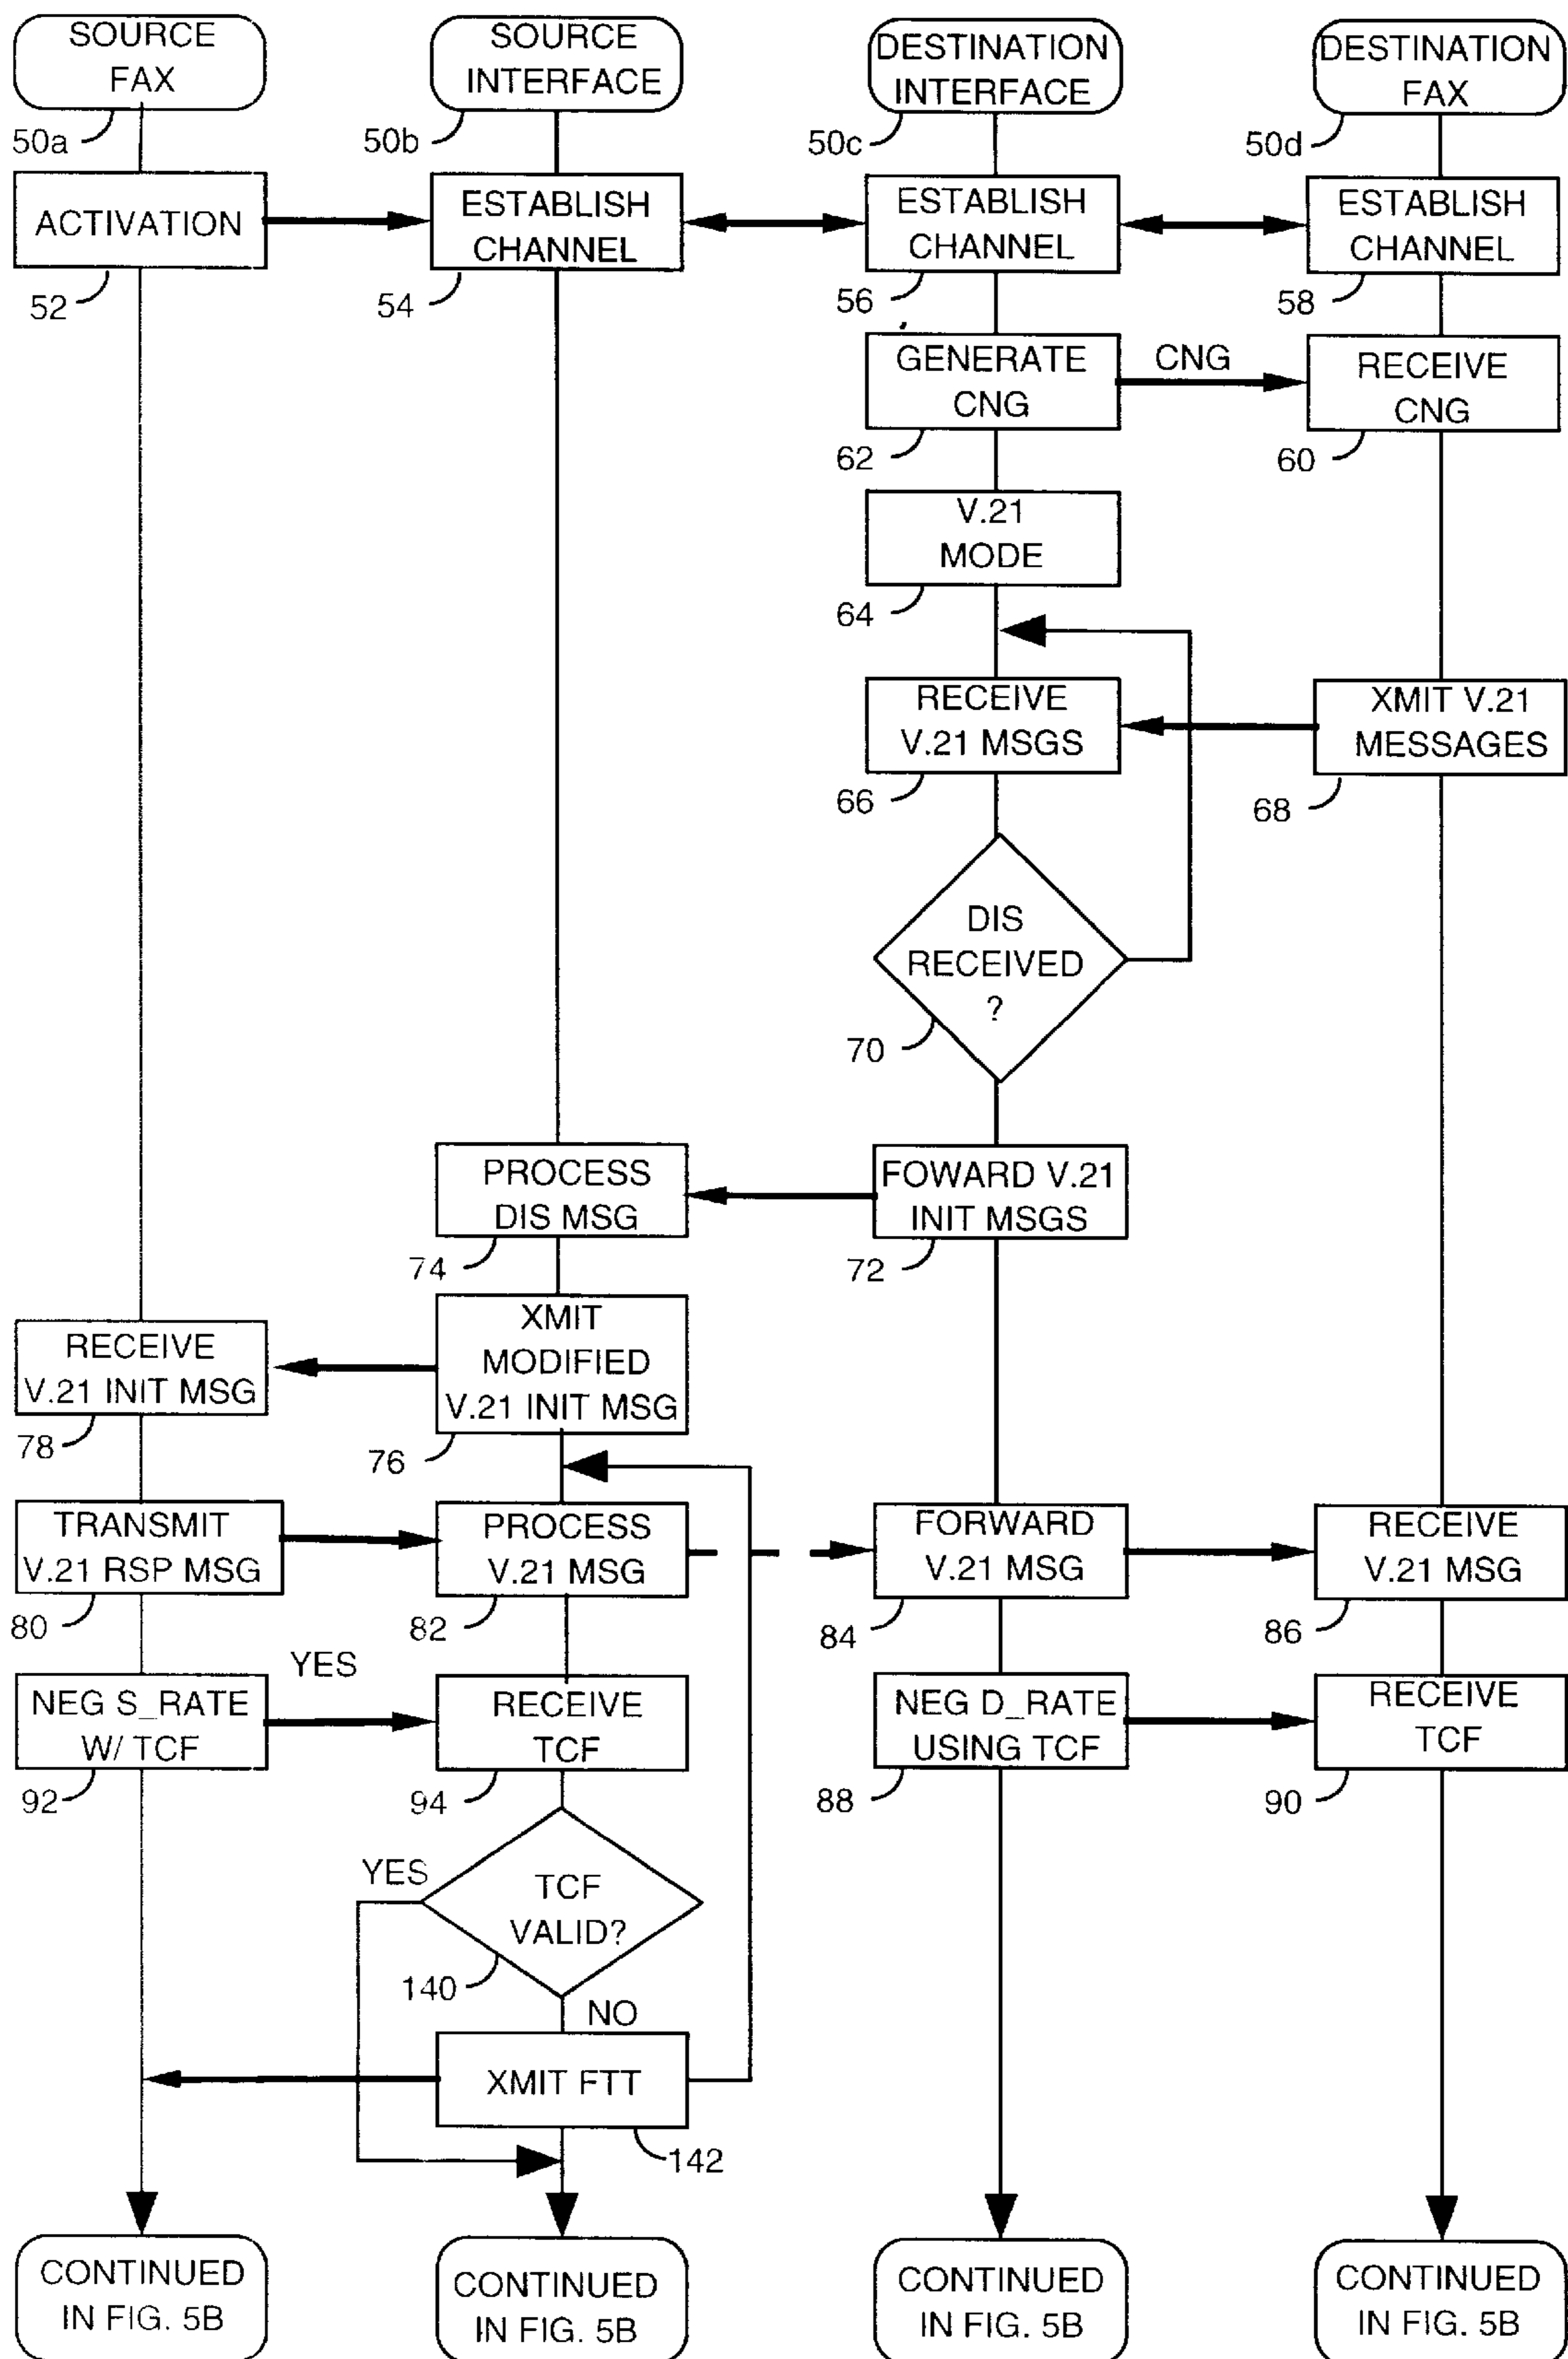 SOURCE
FAX
SOURCE
INTERFACE
DESTINATION
INTERFACE
DESTINATION
FAX
50a
50b
50c
50d
ACTIVATION
ESTABLISH
CHANNEL
ESTABLISH
CHANNEL
ESTABLISH
CHANNEL
52
54
56
58
GENERATE
CNG
CNG
RECEIVE
CNG
62
60
V.21
MODE
64
RECEIVE
V.21 MSGS
XMIT V.21
MESSAGES
66
68
DIS
RECEIVED
?
70
PROCESS
DIS MSG
FOWARD V.21
INIT MSGS
74
72
RECEIVE
V.21 INIT MSG
XMIT
MODIFIED
V.21 INIT MSG
78
76
TRANSMIT
V.21 RSP MSG
PROCESS
V.21 MSG
FORWARD
V.21 MSG
RECEIVE
V.21 MSG
80
82
84
86
YES
NEG S_RATE
W/ TCF
RECEIVE
TCF
NEG D_RATE
USING TCF
RECEIVE
TCF
92
94
88
90
YES
TCF
VALID?
140
NO
XMIT FTT
142
CONTINUED
IN FIG. 5B
CONTINUED
IN FIG. 5B
CONTINUED
IN FIG. 5B
CONTINUED
IN FIG. 5B